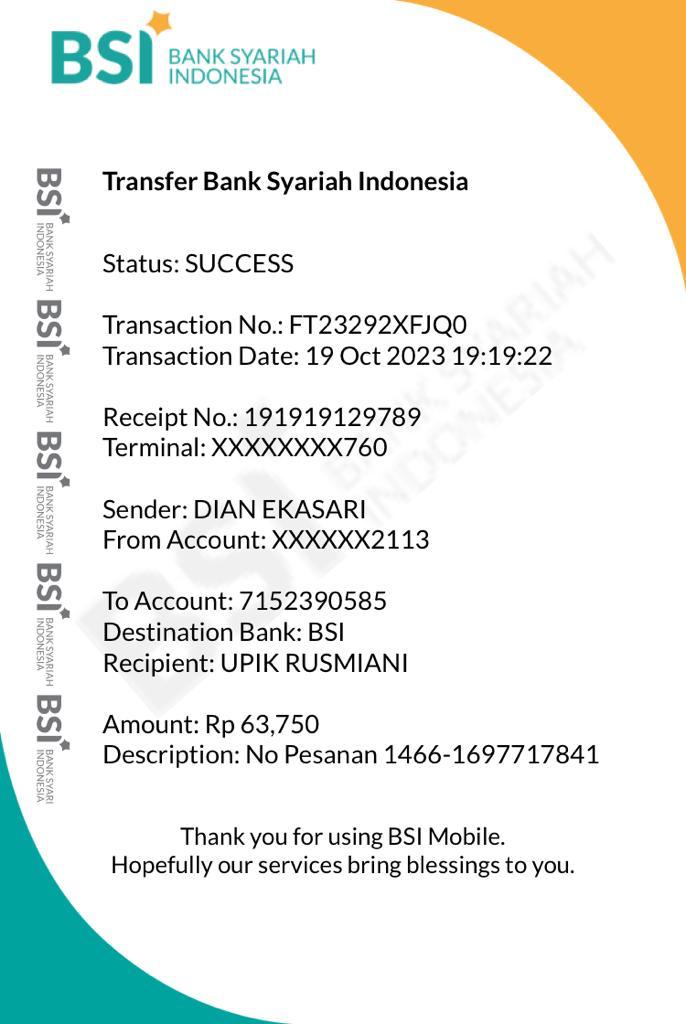 BSI BANK SYARIAH
INDONESIA
Transfer Bank Syariah Indonesia
Status: SUCCESS
Transaction No.: FT23292XFJQ0
Transaction Date: 19 Oct 2023 19:19:22
Receipt No.: 191919129789
Terminal: XXXXXXXX760
Sender: DIAN EKASARI
From Account: XXXXXX2113
To Account: 7152390585
Destination Bank: BSI
Recipient: UPIK RUSMIANI
Amount: Rp 63,750
Description: No Pesanan 1466-1697717841
Thank you for using BSI Mobile.
Hopefully our services bring blessings to you.
BSI BANK SYARIAH
INDONESIA
BSI BANK SYARIAH
INDONESIA
BSI BANK SYARIAH
INDONESIA
BSI BANK SYARIAH
INDONESIA
BSI BANK SYARI
INDONESIA
BSI BANK SYARIAH
INDONESIA